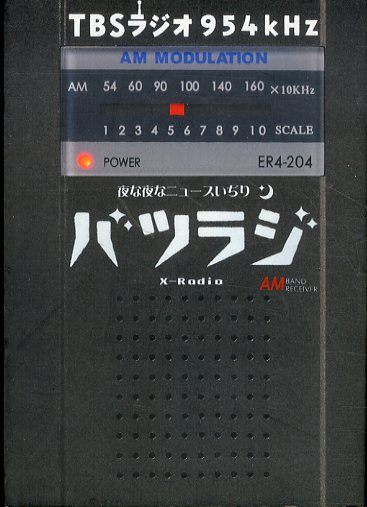 TBSラジオ954kHz
AM MODULATION
AM 54 60 90 100 140 160 ×10KHz
1 2 3 4 5 6 7 8 9 10 SCALE
POWER ER4-204
夜な夜なニュースいぢり
バツラジ
X-Radio
AM BAND RECEIVER